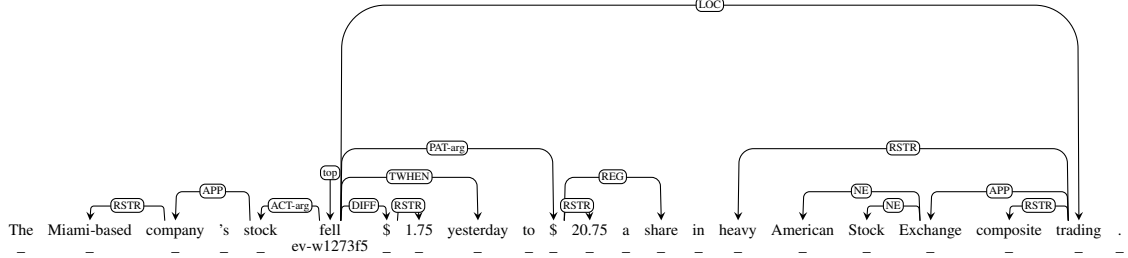 LOC
PAT-arg RSTR
top
APP TWHEN REG NE APP
RSTR ACT-arg DIFF RSTR RSTR NE RSTR
The Miami-based company 's stock fell $ 1.75 yesterday to $ 20.75 a share in heavy American Stock Exchange composite trading .
_ _ _ _ _ ev-w1273f5 _ _ _ _ _ _ _ _ _ _ _ _ _ _ _ _